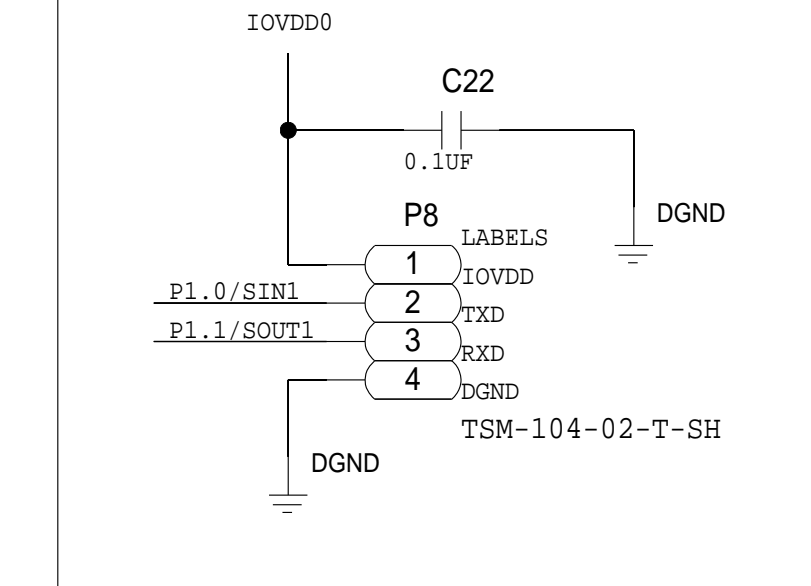 IOVDD0
C22
0.1UF
DGND
P8
LABELS
1
IOVDD
P1.0/SIN1
2
TXD
P1.1/SOUT1
3
RXD
4
DGND
TSM-104-02-T-SH
DGND